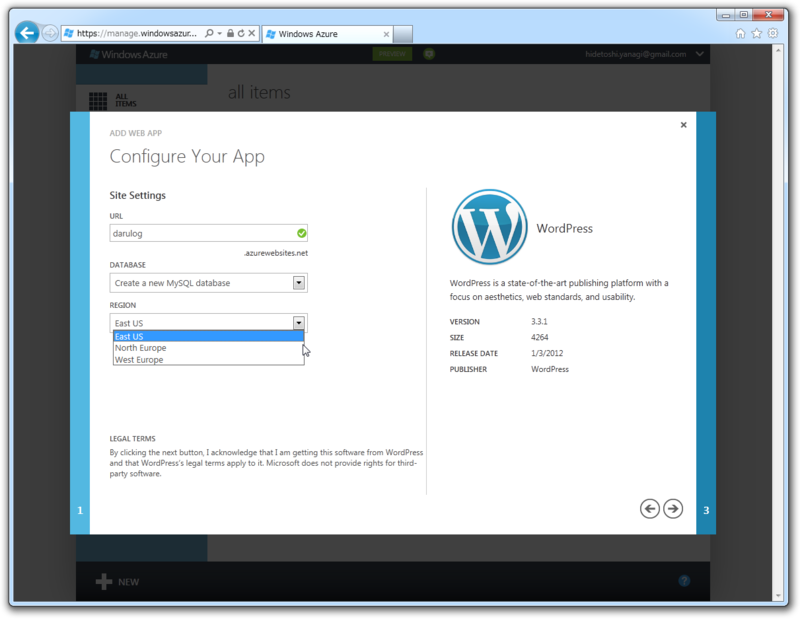 https://manage.windowsazur...
Windows Azure
Windows Azure
PREVIEW
hidetoshi.yanagi@gmail.com
ALL
ITEMS
all items
ADD WEB APP
Configure Your App
Site Settings
URL
darulog
.azurewebsites.net
DATABASE
Create a new MySQL database
REGION
East US
East US
North Europe
West Europe
LEGAL TERMS
By clicking the next button, I acknowledge that I am getting this software from WordPress
and that WordPress's legal terms apply to it. Microsoft does not provide rights for third-
party software.
W
WordPress
WordPress is a state-of-the-art publishing platform with a
focus on aesthetics, web standards, and usability.
VERSION 3.3.1
SIZE 4264
RELEASE DATE 1/3/2012
PUBLISHER WordPress
1
3
NEW
?